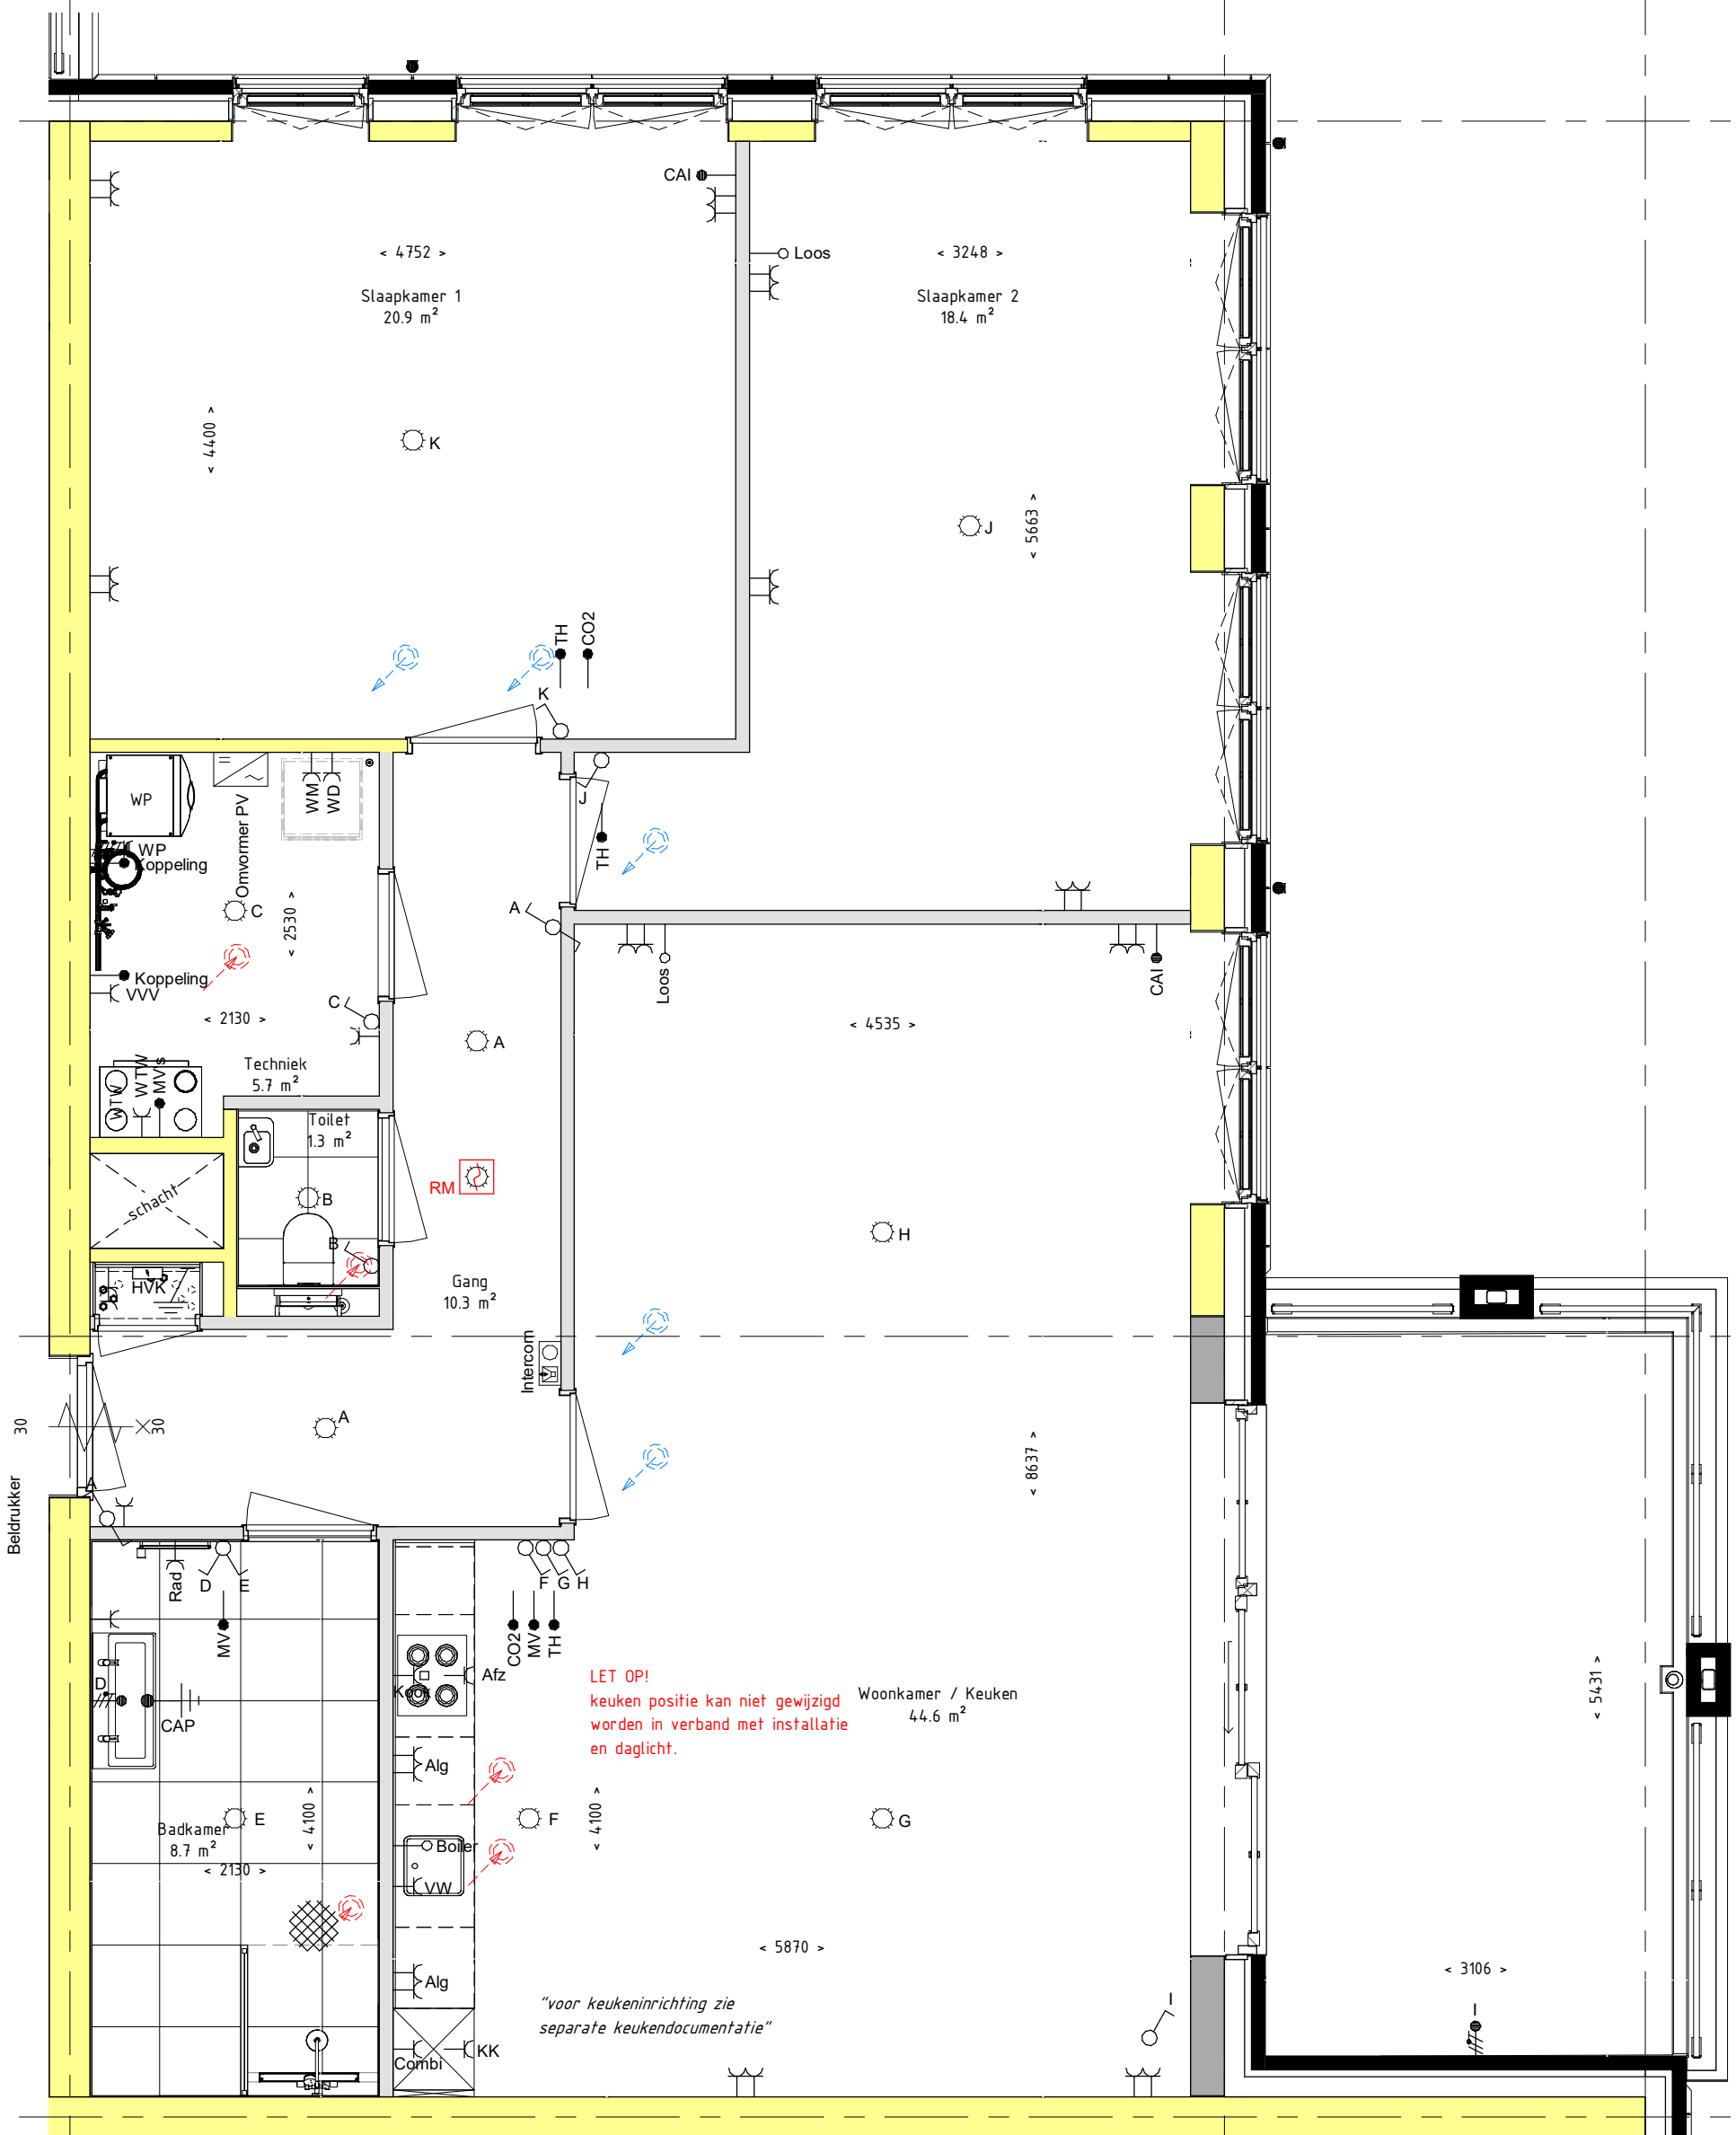 CAI
< 4752 >
Loos
< 3248 >
Slaapkamer 1
20.9 m²
Slaapkamer 2
18.4 m²
< 4400 >
K
J
< 5663 >
TH
CO2
K
WP
WM
WD
J
TH
Omvormer PV
WP
Koppeling
C
< 2530 >
A
Koppeling
VVV
C
Loos
CAI
< 2130 >
< 4535 >
A
Techniek
5.7 m²
WTW
WTW
MVs
Toilet
1.3 m²
RM
schacht
B
B
H
HVK
Gang
10.3 m²
Intercom
30
30
A
A
< 8637 >
Beldrukker
Rad
D
E
F
G
H
MV
CO2
MV
TH
Kook
Afz
D
CAP
LET OP!
keuken positie kan niet gewijzigd
worden in verband met installatie
en daglicht.
Woonkamer / Keuken
44.6 m²
< 5431 >
Alg
E
Badkamer
8.7 m²
< 4100 >
< 2130 >
F
< 4100 >
G
Boiler
VW
< 5870 >
< 3106 >
Alg
"voor keukeninrichting zie
separate keukendocumentatie"
I
I
Combi
KK